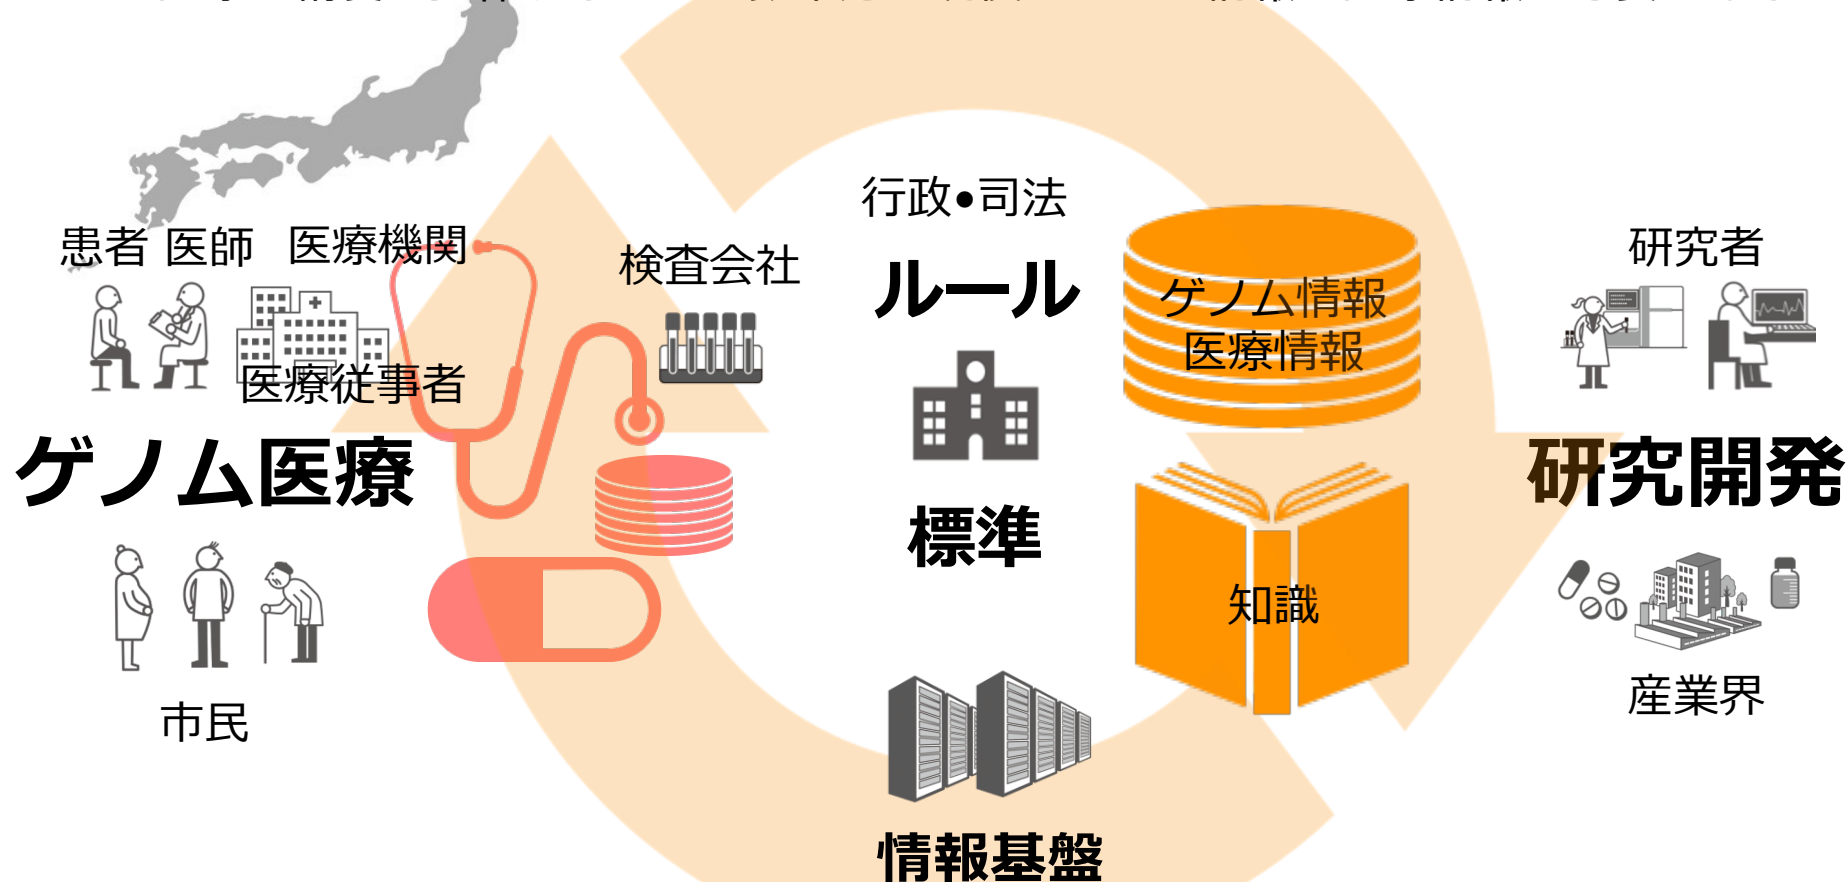 行政•司法
患者 医師 医療機関
検査会社
研究者
ルール
ゲノム情報
医療情報
医療従事者
ゲノム医療
研究開発
標準
知識
市民
産業界
情報基盤